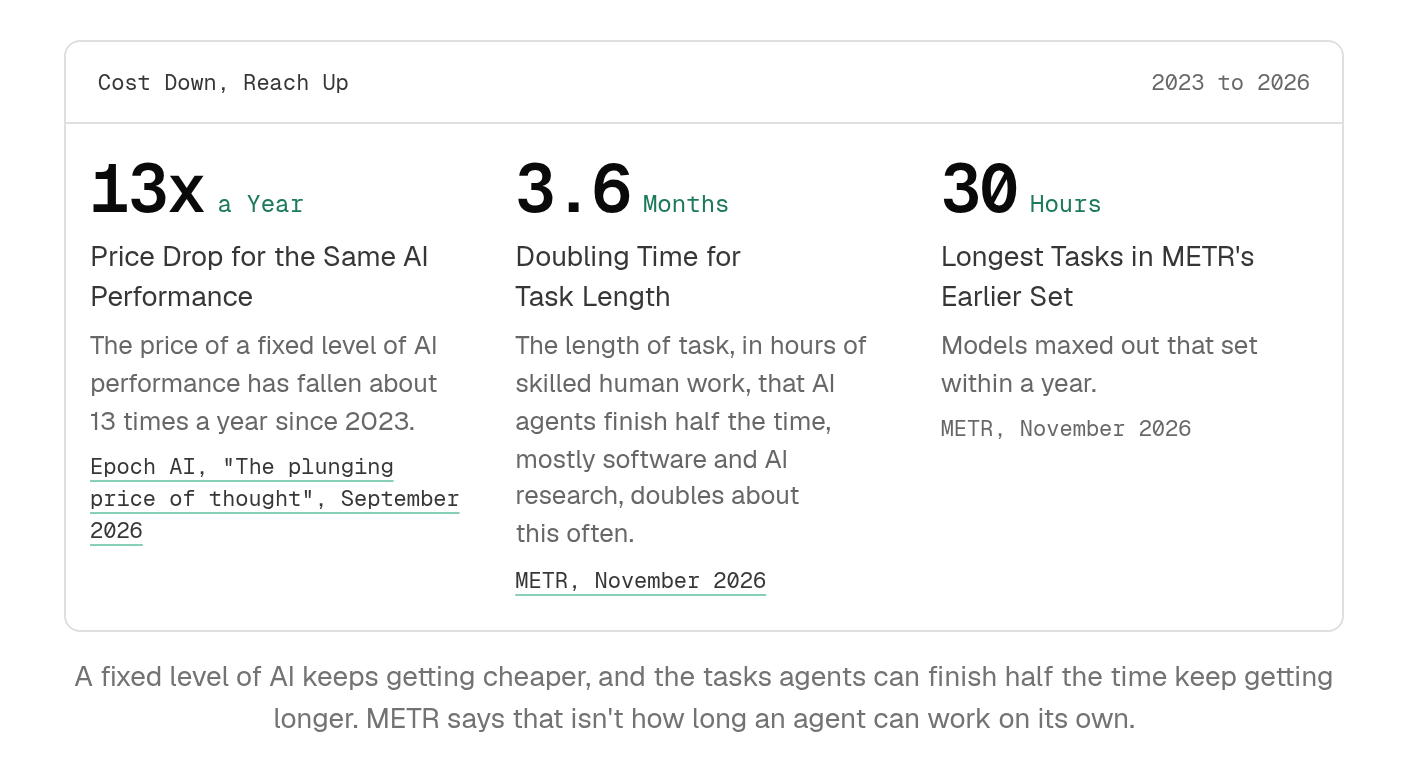 Cost Down, Reach Up
2023 to 2026
13x a Year
Price Drop for the Same AI
Performance
The price of a fixed level of AI
performance has fallen about
13 times a year since 2023.
Epoch AI, "The plunging
price of thought", September
2026
3.6 Months
Doubling Time for
Task Length
The length of task, in hours of
skilled human work, that AI
agents finish half the time,
mostly software and AI
research, doubles about
this often.
METR, November 2026
30 Hours
Longest Tasks in METR's
Earlier Set
Models maxed out that set
within a year.
METR, November 2026
A fixed level of AI keeps getting cheaper, and the tasks agents can finish half the time keep getting
longer. METR says that isn't how long an agent can work on its own.